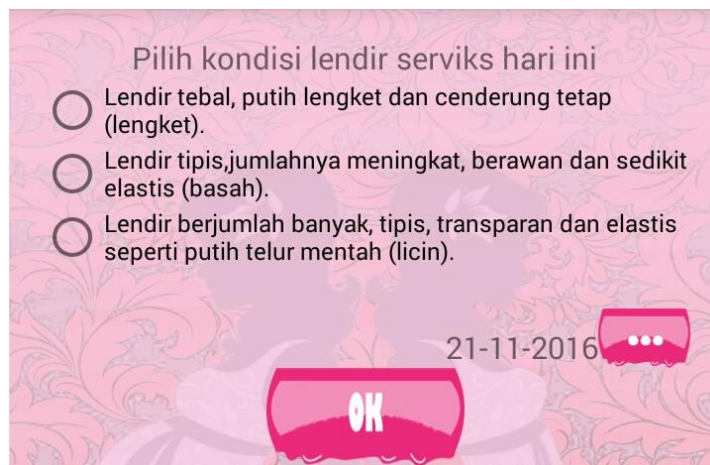 Pilih kondisi lendir serviks hari ini
Lendir tebal, putih lengket dan cenderung tetap
(lengket).
Lendir tipis,jumlahnya meningkat, berawan dan sedikit
elastis (basah).
Lendir berjumlah banyak, tipis, transparan dan elastis
seperti putih telur mentah (licin).
21-11-2016 ...
OK